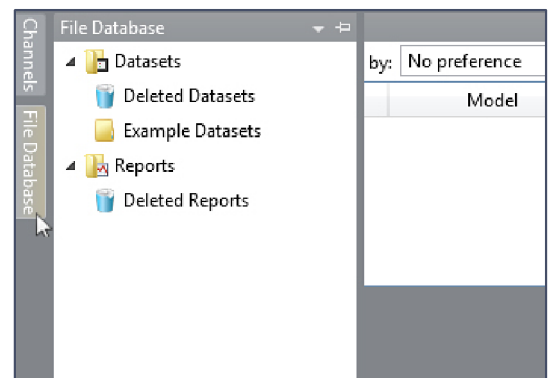 Channels
File Database
File Database
Datasets
Deleted Datasets
Example Datasets
Reports
Deleted Reports
by: No preference
Model